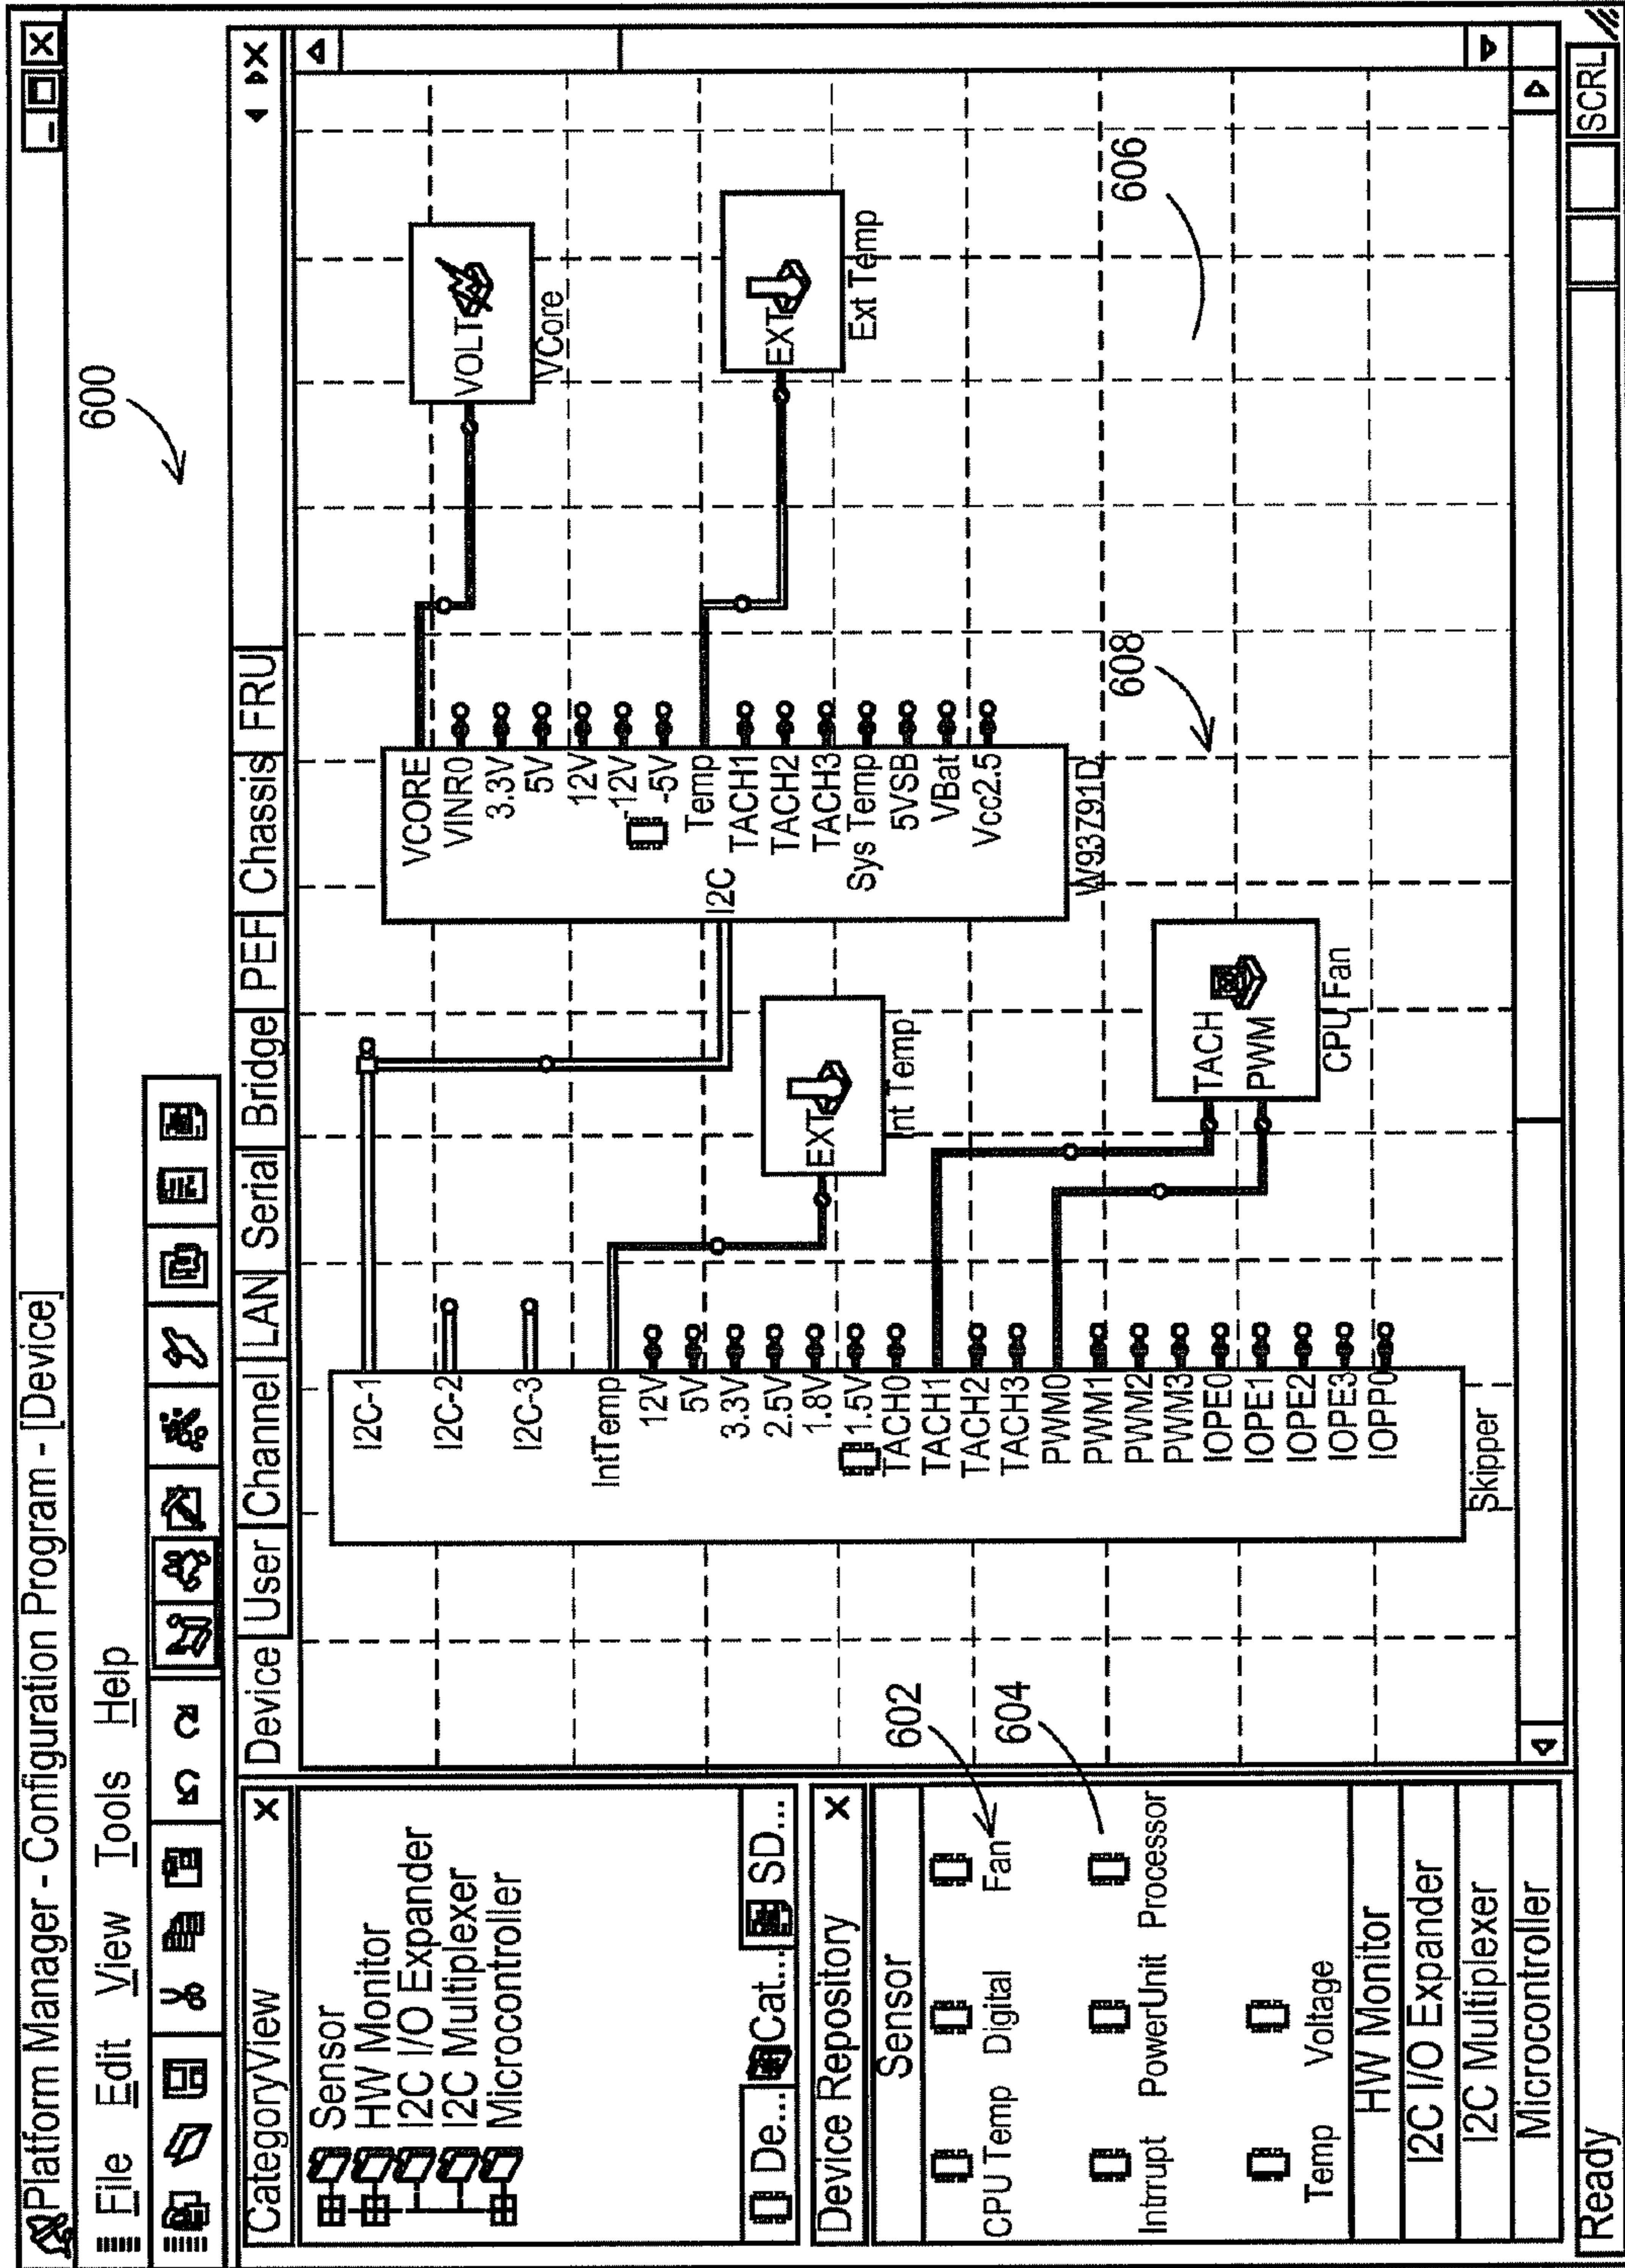 Platform Manager - Configuration Program - [Device]
600
File Edit View Tools Help
CategoryView X
Sensor
HW Monitor
I2C I/O Expander
I2C Multiplexer
Microcontroller
De... Cat... SD...
Device Repository X
Sensor
CPU Temp Digital Fan
602
Intrrupt PowerUnit Processor
604
Temp Voltage
HW Monitor
I2C I/O Expander
I2C Multiplexer
Microcontroller
Device User Channel LAN Serial Bridge PEF Chassis FRU
I2C-1
I2C-2
I2C-3
IntTemp
12V
5V
3.3V
2.5V
1.8V
1.5V
TACH0
TACH1
TACH2
TACH3
PWM0
PWM1
PWM2
PWM3
IOPE0
IOPE1
IOPE2
IOPE3
IOPP0
Skipper
EXT
Int Temp
TACH
PWM
CPU Fan
I2C
VCORE
VINR0
3.3V
5V
12V
-12V
-5V
Temp
TACH1
TACH2
TACH3
Sys Temp
5VSB
VBat
Vcc2.5
W93791D
VOLT
VCore
EXT
Ext Temp
606
608
Ready
SCRL